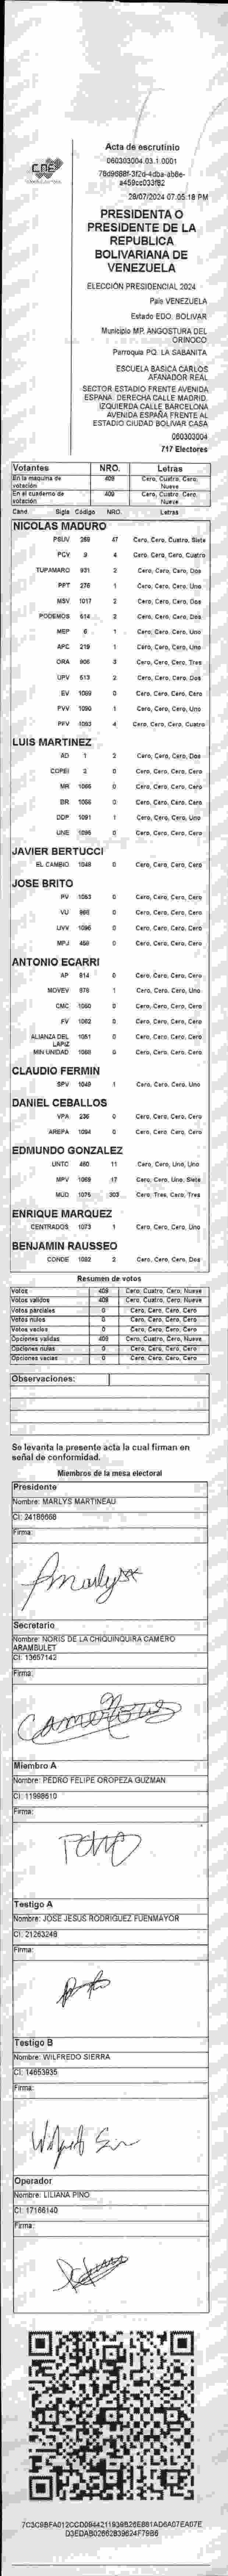 CNE
Acta de escrutinio
060303004.03.1.0001
28/07/2024 07:05:18 PM
PRESIDENTA O
PRESIDENTE DE LA
REPUBLICA
BOLIVARIANA DE
VENEZUELA
ELECCIÓN PRESIDENCIAL 2024
País VENEZUELA
Estado EDO. BOLIVAR
Municipio MP. ANGOSTURA DEL
ORINOCO
Parroquia PQ. LA SABANITA
ESCUELA BASICA CARLOS
AFANADOR REAL
SECTOR ESTADIO FRENTE AVENIDA
ESPANA. DERECHA CALLE MADRID.
IZQUIERDA CALLE BARCELONA
AVENIDA ESPAÑA FRENTE AL
ESTADIO CIUDAD BOLIVAR CASA
060303004
717 Electores
Votantes NRO. Letras
En la maquina de votación 409 Cero, Cuatro, Cero, Nueve
En el cuaderno de votación 409 Cero, Cuatro, Cero, Nueve
Cand. Sigla Código NRO. Letras
NICOLAS MADURO
PSUV 269 47 Cero, Cero, Cuatro, Siete
PCV 9 4 Cero, Cero, Cero, Cuatro
TUPAMARO 931 2 Cero, Cero, Cero, Dos
PPT 276 1 Cero, Cero, Cero, Uno
MSV 1017 2 Cero, Cero, Cero, Dos
PODEMOS 514 2 Cero, Cero, Cero, Dos
MEP 6 1 Cero, Cero, Cero, Uno
APC 219 1 Cero, Cero, Cero, Uno
ORA 906 3 Cero, Cero, Cero, Tres
UPV 513 2 Cero, Cero, Cero, Dos
EV 1089 0 Cero, Cero, Cero, Cero
PVV 1090 1 Cero, Cero, Cero, Uno
PFV 1093 4 Cero, Cero, Cero, Cuatro
LUIS MARTINEZ
AD 1 2 Cero, Cero, Cero, Dos
COPEI 2 0 Cero, Cero, Cero, Cero
MR 1066 0 Cero, Cero, Cero, Cero
BR 1056 0 Cero, Cero, Cero, Cero
DDP 1091 1 Cero, Cero, Cero, Uno
UNE 1095 0 Cero, Cero, Cero, Cero
JAVIER BERTUCCI
EL CAMBIO 1048 0 Cero, Cero, Cero, Cero
JOSE BRITO
PV 1053 0 Cero, Cero, Cero, Cero
VU 868 0 Cero, Cero, Cero, Cero
UVV 1096 0 Cero, Cero, Cero, Cero
MPJ 458 0 Cero, Cero, Cero, Cero
ANTONIO ECARRI
AP 814 0 Cero, Cero, Cero, Cero
MOVEV 878 1 Cero, Cero, Cero, Uno
CMC 1060 0 Cero, Cero, Cero, Cero
FV 1062 0 Cero, Cero, Cero, Cero
ALIANZA DEL LAPIZ 1051 0 Cero, Cero, Cero, Cero
MIN UNIDAD 1068 0 Cero, Cero, Cero, Cero
CLAUDIO FERMIN
SPV 1049 1 Cero, Cero, Cero, Uno
DANIEL CEBALLOS
VPA 236 0 Cero, Cero, Cero, Cero
AREPA 1094 0 Cero, Cero, Cero, Cero
EDMUNDO GONZALEZ
UNTC 460 11 Cero, Cero, Uno, Uno
MPV 1069 17 Cero, Cero, Uno, Siete
MUD 1075 303 Cero, Tres, Cero, Tres
ENRIQUE MARQUEZ
CENTRADOS 1073 1 Cero, Cero, Cero, Uno
BENJAMIN RAUSSEO
CONDE 1082 2 Cero, Cero, Cero, Dos
Resumen de votos
Votos 409 Cero, Cuatro, Cero, Nueve
Votos validos 409 Cero, Cuatro, Cero, Nueve
Votos parciales 0 Cero, Cero, Cero, Cero
Votos nulos 0 Cero, Cero, Cero, Cero
Votos vacios 0 Cero, Cero, Cero, Cero
Opciones validas 409 Cero, Cuatro, Cero, Nueve
Opciones nulas 0 Cero, Cero, Cero, Cero
Opciones vacias 0 Cero, Cero, Cero, Cero
Observaciones:
Se levanta la presente acta la cual firman en
señal de conformidad.
Miembros de la mesa electoral
Presidente
Nombre: MARLYS MARTINEAU
CI: 24186668
Firma:
Secretario
Nombre: NORIS DE LA CHIQUINQUIRA CAMERO
ARAMBULET
CI: 13657142
Firma:
Miembro A
Nombre: PEDRO FELIPE OROPEZA GUZMAN
CI: 11998610
Firma:
Testigo A
Nombre: JOSE JESUS RODRIGUEZ FUENMAYOR
CI: 21263248
Firma:
Testigo B
Nombre: WILFREDO SIERRA
CI: 14653935
Firma:
Operador
Nombre: LILIANA PINO
CI: 17166140
Firma: